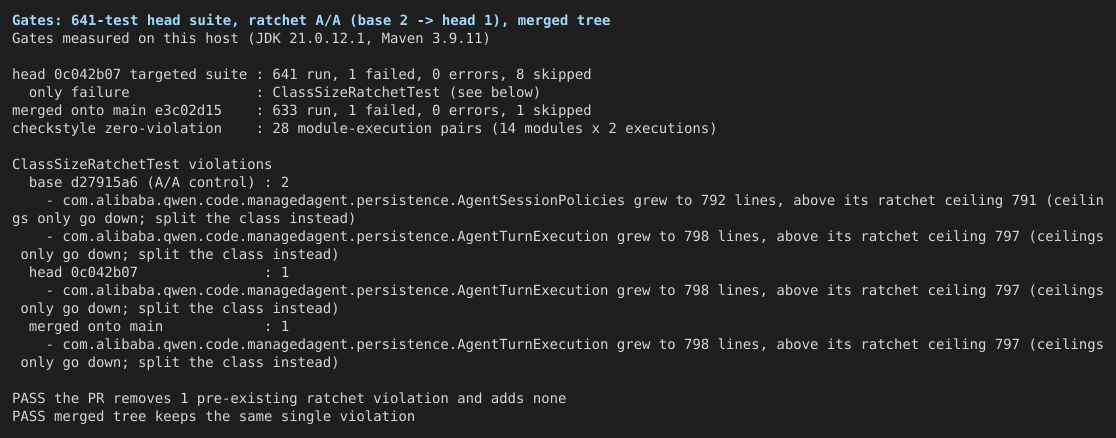 Gates: 641-test head suite, ratchet A/A (base 2 -> head 1), merged tree
Gates measured on this host (JDK 21.0.12.1, Maven 3.9.11)
head 0c042b07 targeted suite : 641 run, 1 failed, 0 errors, 8 skipped
  only failure               : ClassSizeRatchetTest (see below)
merged onto main e3c02d15    : 633 run, 1 failed, 0 errors, 1 skipped
checkstyle zero-violation    : 28 module-execution pairs (14 modules x 2 executions)
ClassSizeRatchetTest violations
  base d27915a6 (A/A control) : 2
    - com.alibaba.qwen.code.managedagent.persistence.AgentSessionPolicies grew to 792 lines, above its ratchet ceiling 791 (ceilin
gs only go down; split the class instead)
    - com.alibaba.qwen.code.managedagent.persistence.AgentTurnExecution grew to 798 lines, above its ratchet ceiling 797 (ceilings
 only go down; split the class instead)
  head 0c042b07               : 1
    - com.alibaba.qwen.code.managedagent.persistence.AgentTurnExecution grew to 798 lines, above its ratchet ceiling 797 (ceilings
 only go down; split the class instead)
  merged onto main            : 1
    - com.alibaba.qwen.code.managedagent.persistence.AgentTurnExecution grew to 798 lines, above its ratchet ceiling 797 (ceilings
 only go down; split the class instead)
PASS the PR removes 1 pre-existing ratchet violation and adds none
PASS merged tree keeps the same single violation